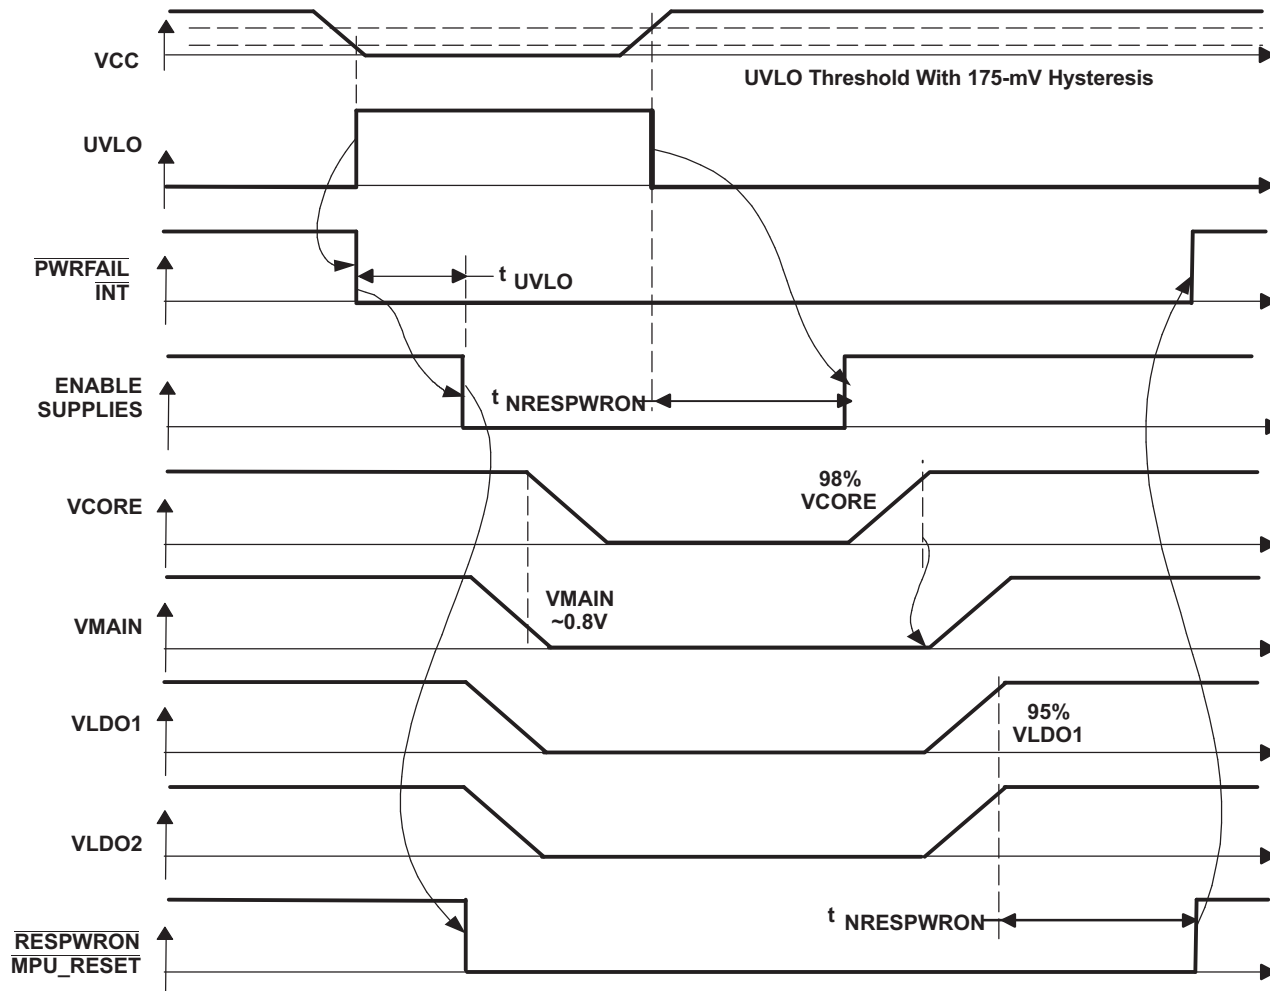 VCC
UVLO Threshold With 175-mV Hysteresis
UVLO
PWRFAIL
INT
t UVLO
ENABLE
SUPPLIES
t NRESPWRON
VCORE
98%
VCORE
VMAIN
VMAIN
~0.8V
VLDO1
95%
VLDO1
VLDO2
t NRESPWRON
RESPWRON
MPU_RESET